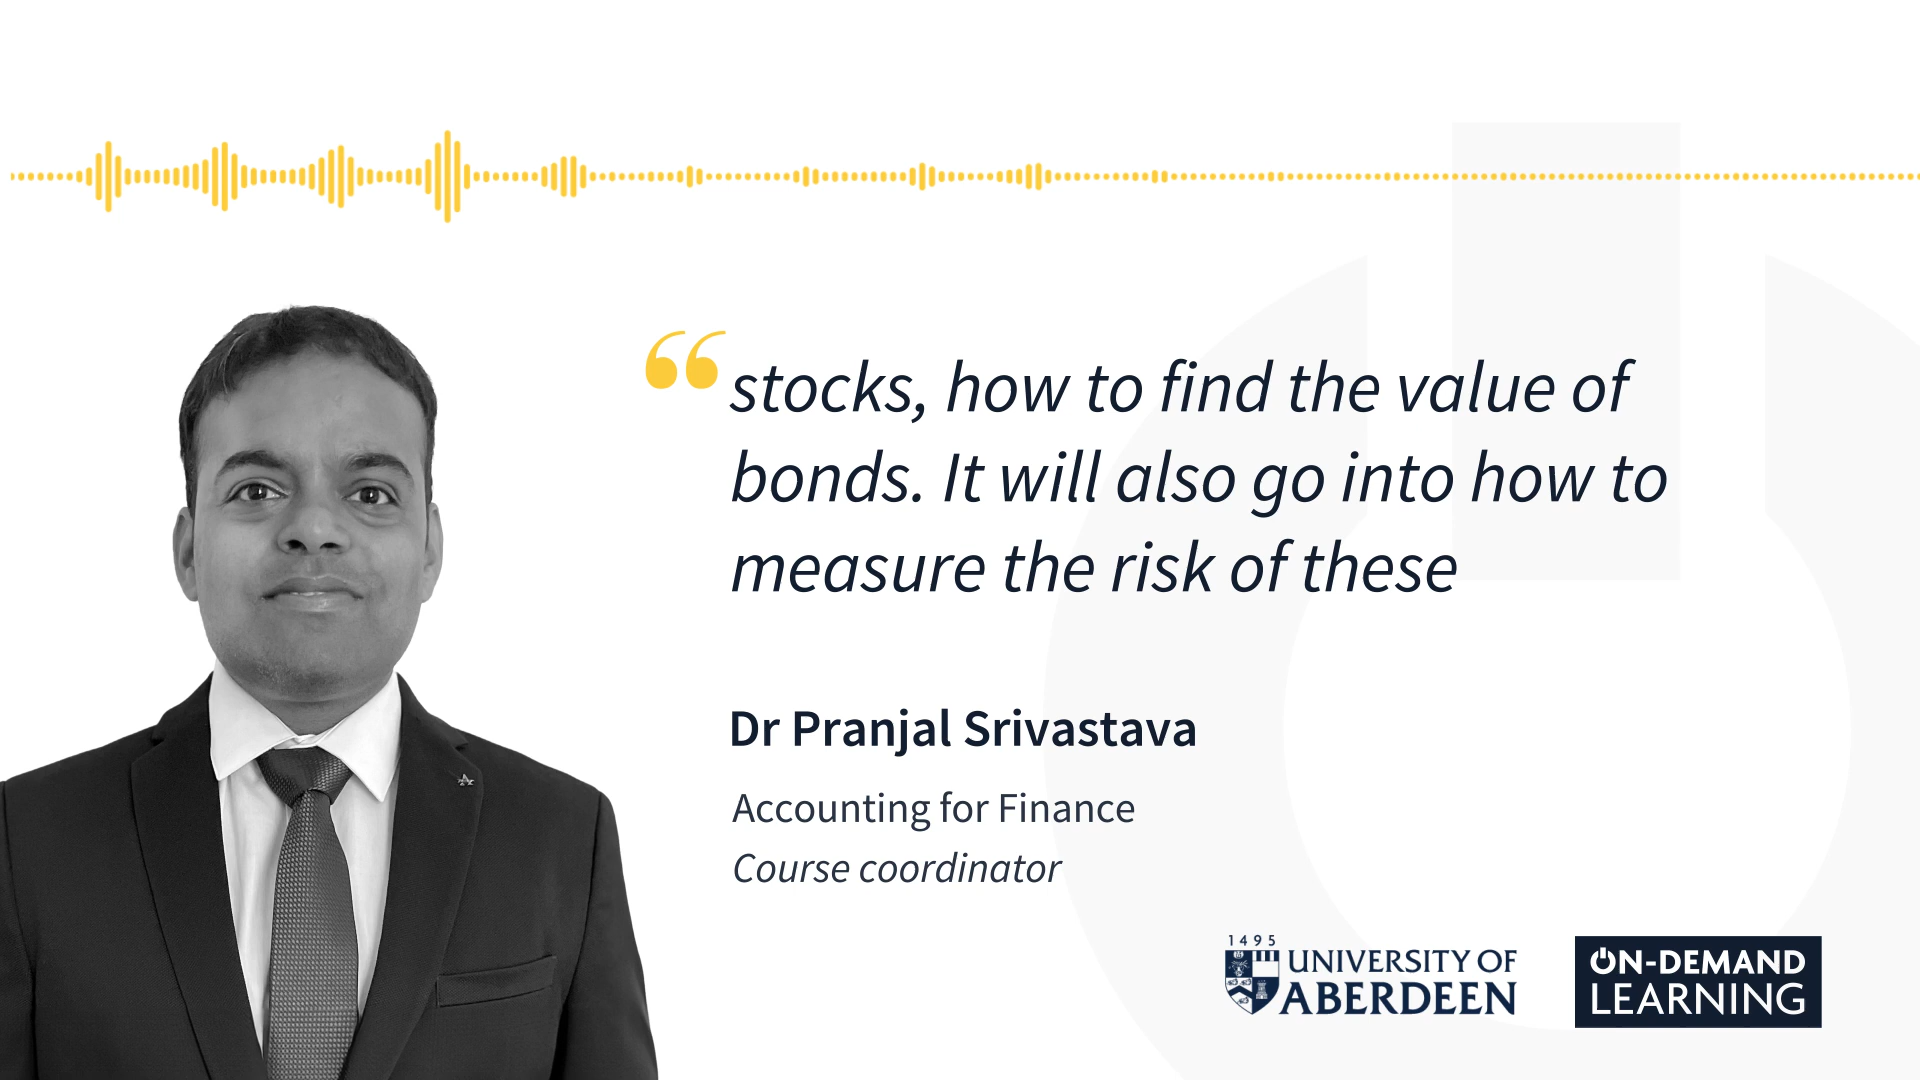 “stocks, how to find the value of
bonds. It will also go into how to
measure the risk of these
Dr Pranjal Srivastava
Accounting for Finance
Course coordinator
1495
UNIVERSITY OF
ABERDEEN
ON-DEMAND
LEARNING